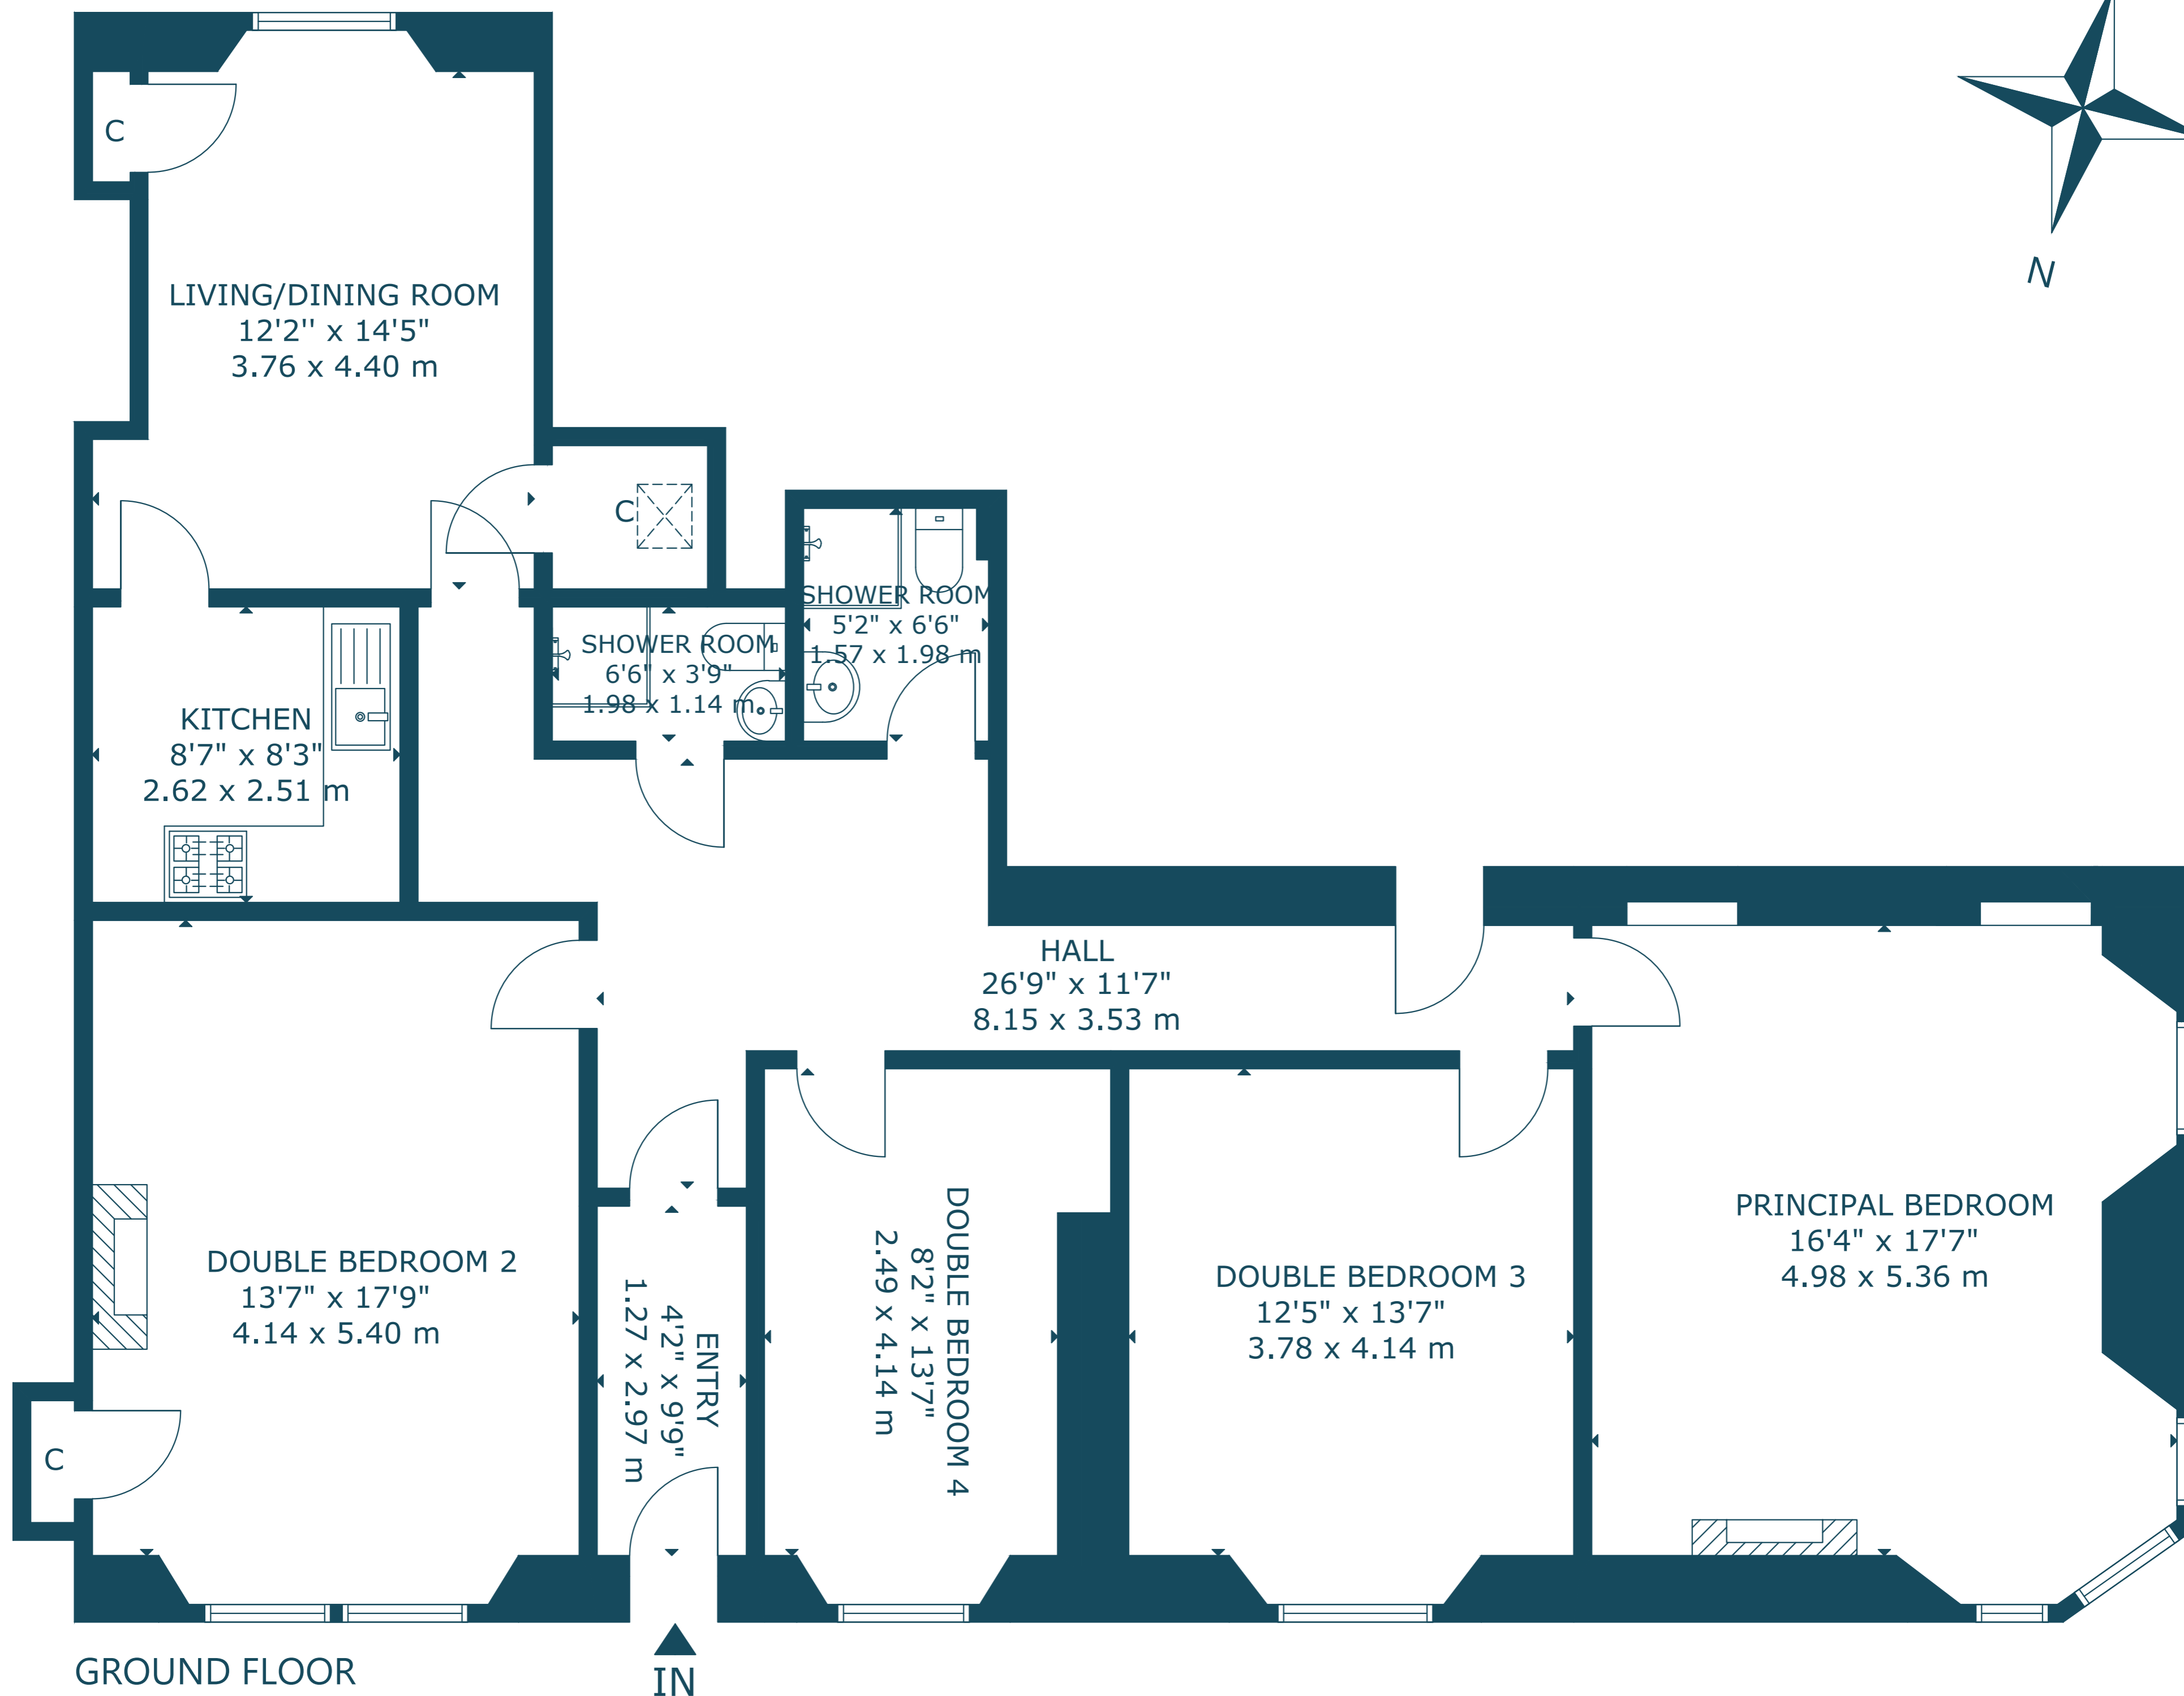 N
C
LIVING/DINING ROOM
12'2'' x 14'5"
3.76 x 4.40 m
C
SHOWER ROOM
5'2" x 6'6"
1.57 x 1.98 m
SHOWER ROOM
6'6" x 3'9"
1.98 x 1.14 m
KITCHEN
8'7" x 8'3"
2.62 x 2.51 m
HALL
26'9" x 11'7"
8.15 x 3.53 m
DOUBLE BEDROOM 2
13'7" x 17'9"
4.14 x 5.40 m
C
ENTRY
4'2" x 9'9"
1.27 x 2.97 m
DOUBLE BEDROOM 4
8'2" x 13'7"
2.49 x 4.14 m
DOUBLE BEDROOM 3
12'5" x 13'7"
3.78 x 4.14 m
PRINCIPAL BEDROOM
16'4" x 17'7"
4.98 x 5.36 m
GROUND FLOOR
IN